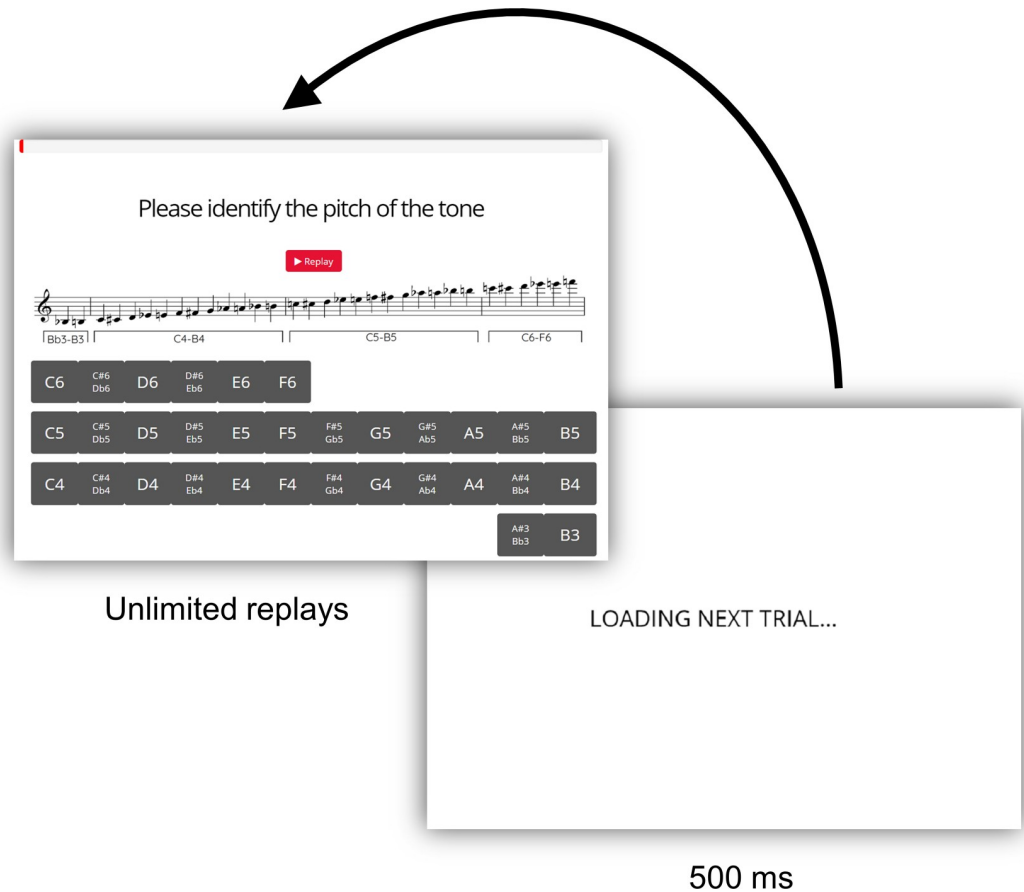 Please identify the pitch of the tone
▶ Replay
Bb3-B3 C4-B4 C5-B5 C6-F6
C6 C#6 Db6 D6 D#6 Eb6 E6 F6
C5 C#5 Db5 D5 D#5 Eb5 E5 F5 F#5 Gb5 G5 G#5 Ab5 A5 A#5 Bb5 B5
C4 C#4 Db4 D4 D#4 Eb4 E4 F4 F#4 Gb4 G4 G#4 Ab4 A4 A#4 Bb4 B4
A#3 Bb3 B3
Unlimited replays
LOADING NEXT TRIAL...
500 ms